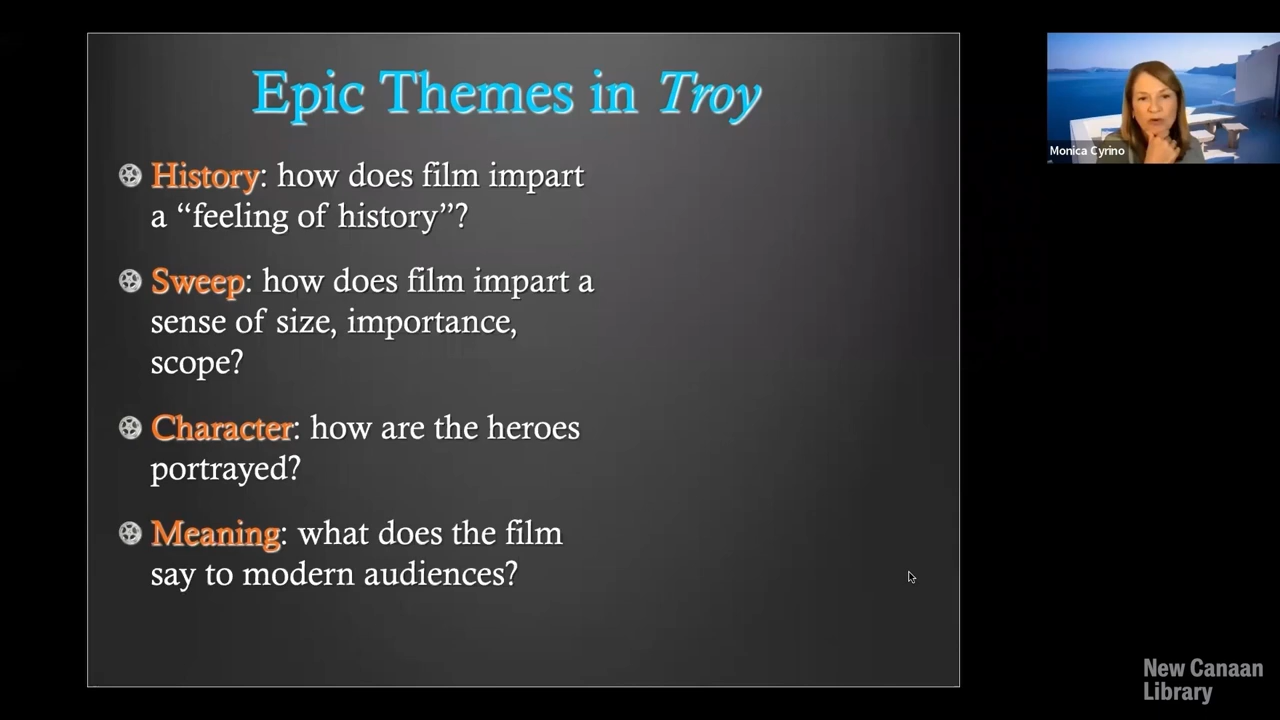 Epic Themes in Troy
History: how does film impart
a “feeling of history”?
Sweep: how does film impart a
sense of size, importance,
scope?
Character: how are the heroes
portrayed?
Meaning: what does the film
say to modern audiences?
Monica Cyrino
New Canaan
Library